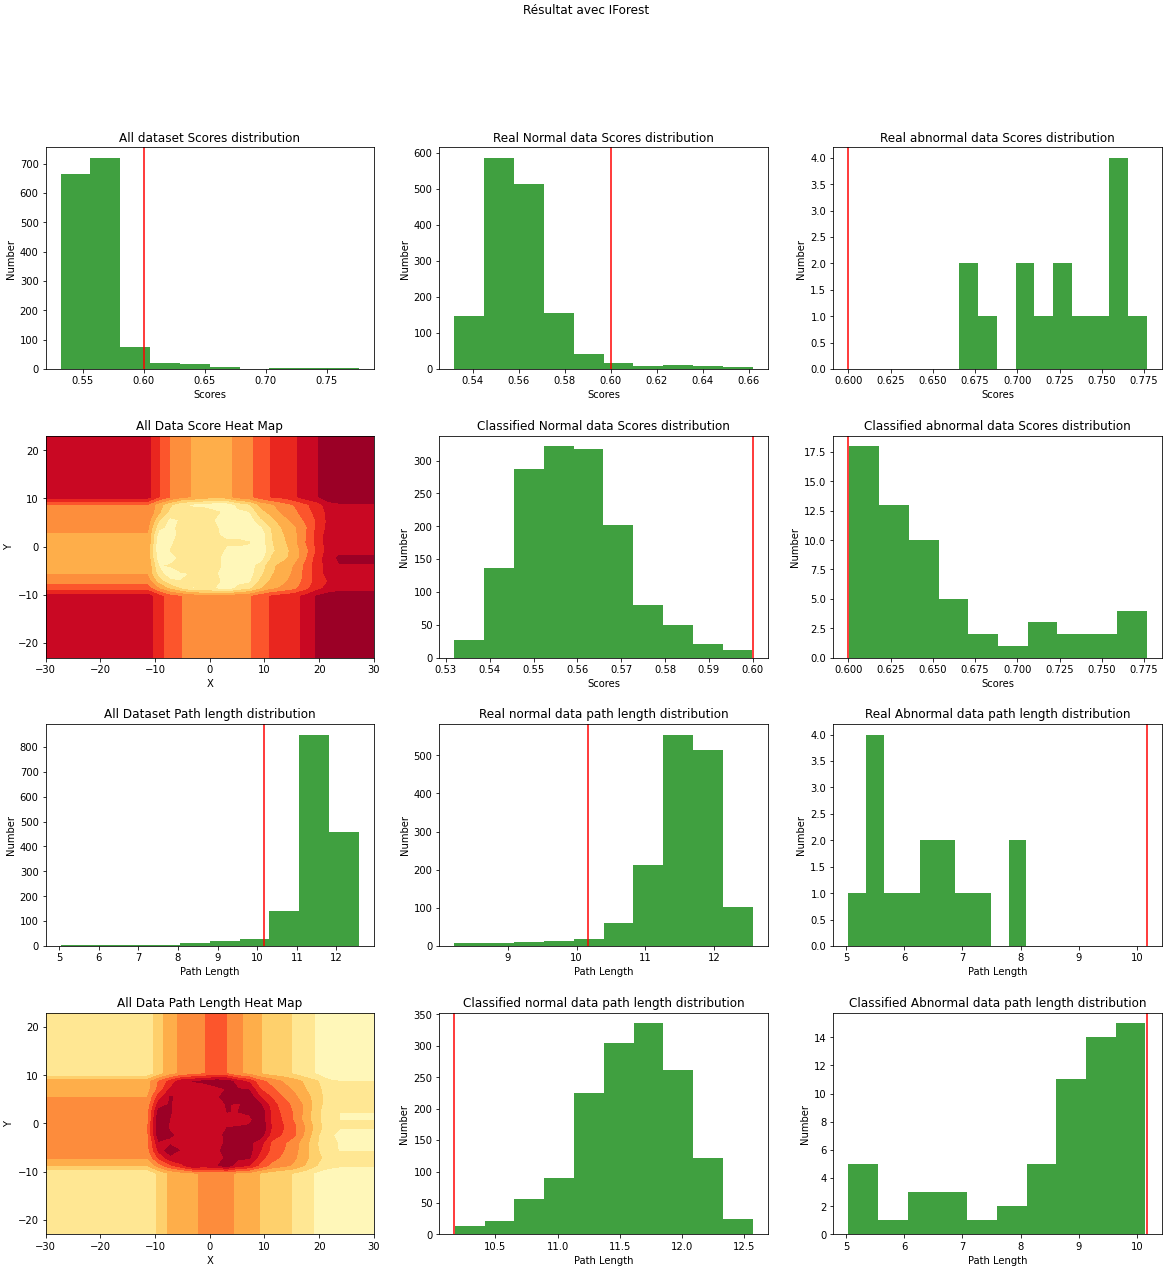 Résultat avec IForest
All dataset Scores distribution
Number
700
600
500
400
300
200
100
0
0.55 0.60 0.65 0.70 0.75
Scores
Real Normal data Scores distribution
Number
600
500
400
300
200
100
0
0.54 0.56 0.58 0.60 0.62 0.64 0.66
Scores
Real abnormal data Scores distribution
Number
4.0
3.5
3.0
2.5
2.0
1.5
1.0
0.5
0.0
0.600 0.625 0.650 0.675 0.700 0.725 0.750 0.775
Scores
All Data Score Heat Map
Y
20
10
0
−10
−20
−30 −20 −10 0 10 20 30
X
Classified Normal data Scores distribution
Number
300
250
200
150
100
50
0
0.53 0.54 0.55 0.56 0.57 0.58 0.59 0.60
Scores
Classified abnormal data Scores distribution
Number
17.5
15.0
12.5
10.0
7.5
5.0
2.5
0.0
0.600 0.625 0.650 0.675 0.700 0.725 0.750 0.775
Scores
All Dataset Path length distribution
Number
800
700
600
500
400
300
200
100
0
5 6 7 8 9 10 11 12
Path Length
Real normal data path length distribution
Number
500
400
300
200
100
0
9 10 11 12
Path Length
Real Abnormal data path length distribution
Number
4.0
3.5
3.0
2.5
2.0
1.5
1.0
0.5
0.0
5 6 7 8 9 10
Path Length
All Data Path Length Heat Map
Y
20
10
0
−10
−20
−30 −20 −10 0 10 20 30
X
Classified normal data path length distribution
Number
350
300
250
200
150
100
50
0
10.5 11.0 11.5 12.0 12.5
Path Length
Classified Abnormal data path length distribution
Number
14
12
10
8
6
4
2
0
5 6 7 8 9 10
Path Length